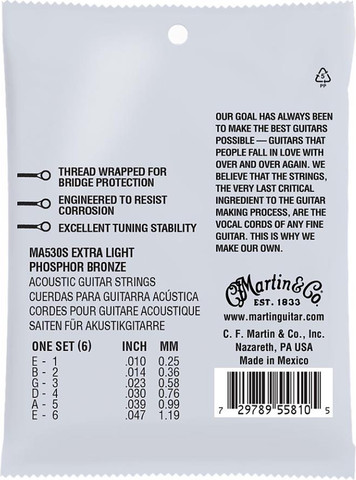 5
PP
THREAD WRAPPED FOR
BRIDGE PROTECTION
ENGINEERED TO RESIST
CORROSION
EXCELLENT TUNING STABILITY
MA530S EXTRA LIGHT
PHOSPHOR BRONZE
ACOUSTIC GUITAR STRINGS
CUERDAS PARA GUITARRA ACÚSTICA
CORDES POUR GUITARE ACOUSTIQUE
SAITEN FÜR AKUSTIKGITARRE
ONE SET (6) INCH MM
E - 1 .010 0.25
B - 2 .014 0.36
G - 3 .023 0.58
D - 4 .030 0.76
A - 5 .039 0.99
E - 6 .047 1.19
OUR GOAL HAS ALWAYS BEEN
TO MAKE THE BEST GUITARS
POSSIBLE — GUITARS THAT
PEOPLE FALL IN LOVE WITH
OVER AND OVER AGAIN. WE
BELIEVE THAT THE STRINGS,
THE VERY LAST CRITICAL
INGREDIENT TO THE GUITAR
MAKING PROCESS, ARE THE
VOCAL CORDS OF ANY FINE
GUITAR. THIS IS WHY WE
MAKE OUR OWN.
Martin & Co.
EST. 1833
www.martinguitar.com
C. F. Martin & Co., Inc.
Nazareth, PA USA
Made in Mexico
7 29789 55810 5